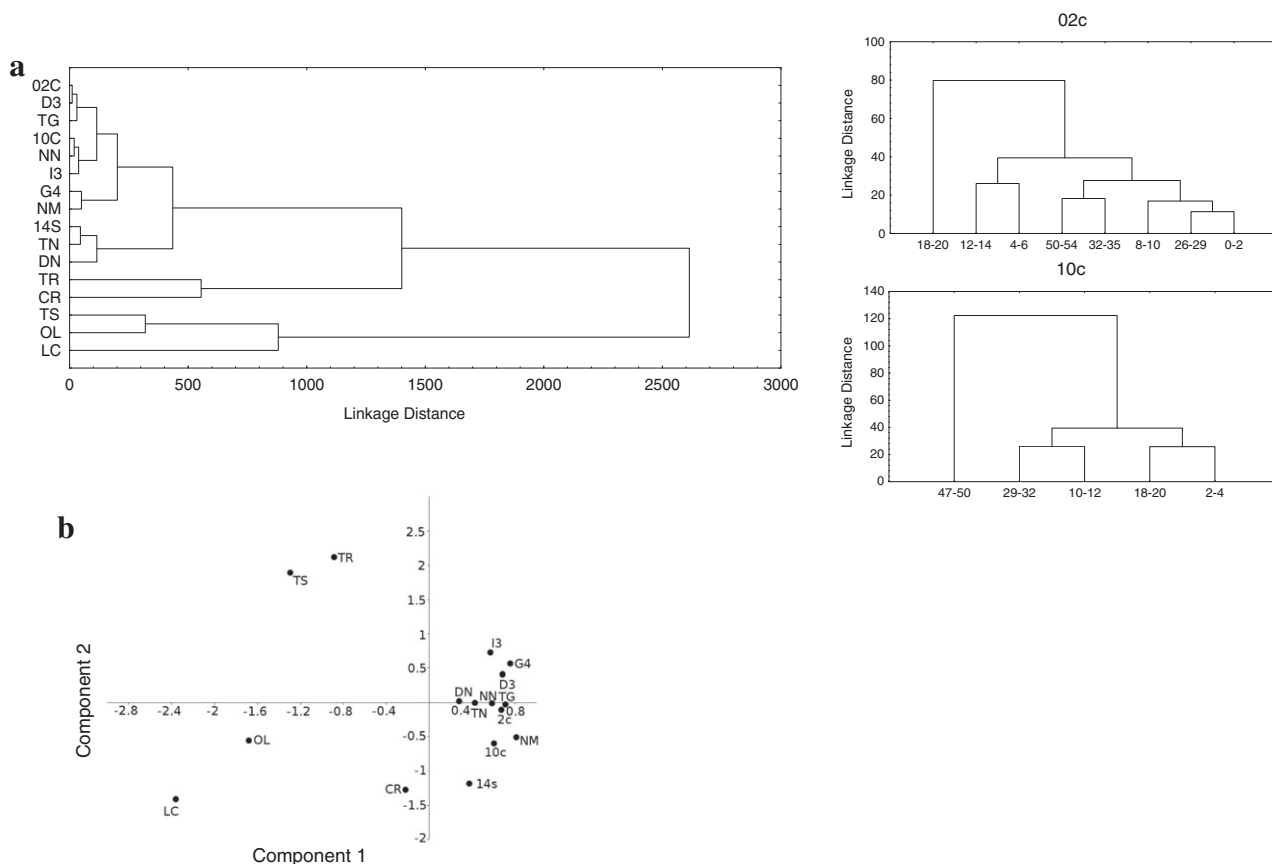 a
02C
D3
TG
10C
NN
I3
G4
NM
14S
TN
DN
TR
CR
TS
OL
LC
0 500 1000 1500 2000 2500 3000
Linkage Distance
02c
Linkage Distance
100
80
60
40
20
0
18-20 12-14 4-6 50-54 32-35 8-10 26-29 0-2
10c
Linkage Distance
140
120
100
80
60
40
20
0
47-50 29-32 10-12 18-20 2-4
b
Component 2
2.5
2
1.5
1
0.5
-0.5
-1
-1.5
-2
-2.8 -2.4 -2 -1.6 -1.2 -0.8 -0.4 0.4 0.8
TR
TS
I3
G4
D3
DN NN TG
TN 2c
NM
OL
10c
CR 14s
LC
Component 1